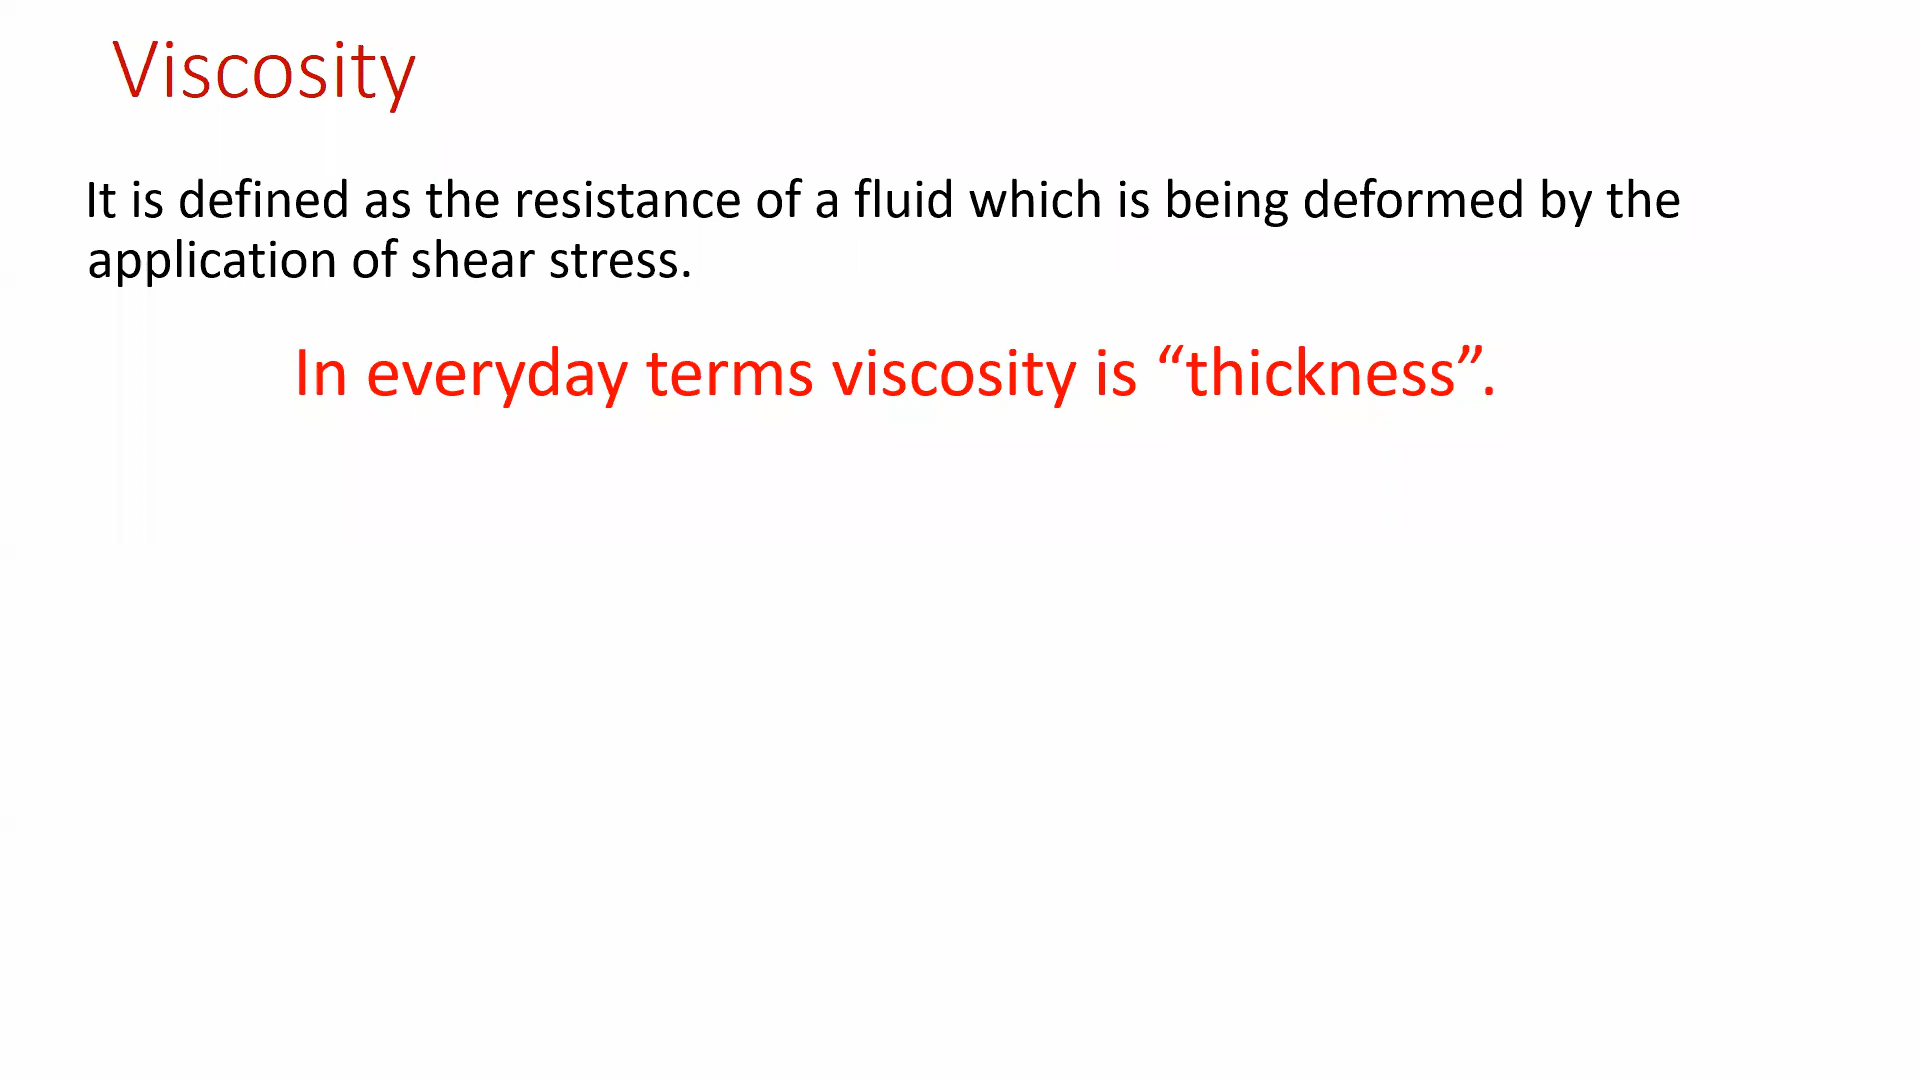 Viscosity
It is defined as the resistance of a fluid which is being deformed by the
application of shear stress.
In everyday terms viscosity is “thickness”.